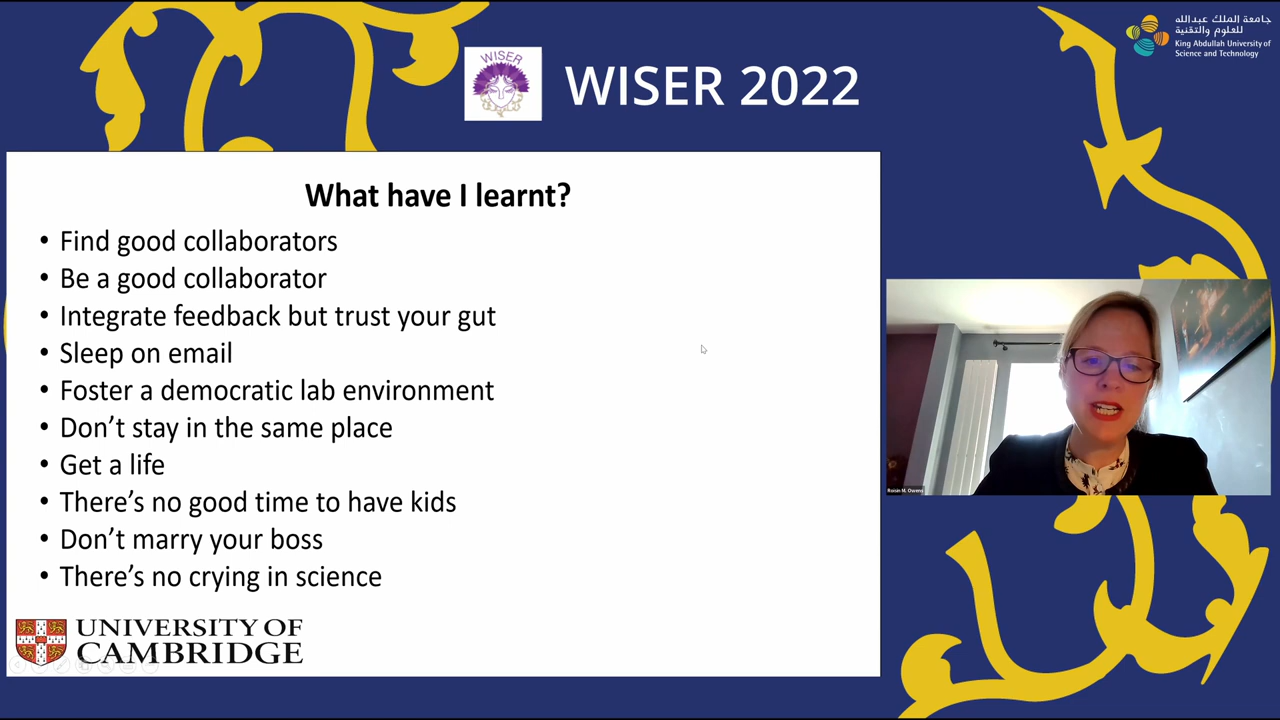 جامعة الملك عبدالله
للعلوم والتقنية
King Abdullah University of
Science and Technology
WISER
WISER 2022
What have I learnt?
• Find good collaborators
• Be a good collaborator
• Integrate feedback but trust your gut
• Sleep on email
• Foster a democratic lab environment
• Don’t stay in the same place
• Get a life
• There’s no good time to have kids
• Don’t marry your boss
• There’s no crying in science
Roisin M. Owens
UNIVERSITY OF
CAMBRIDGE